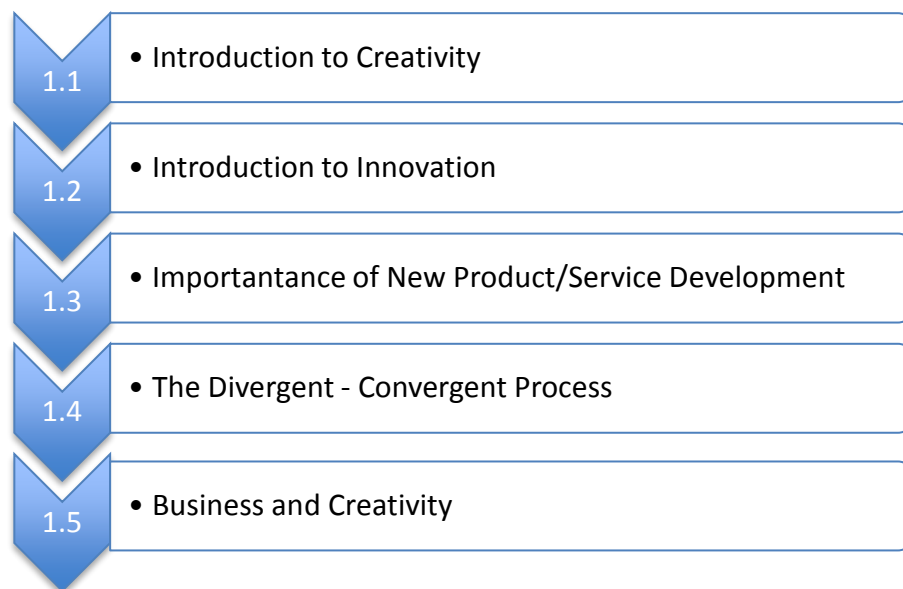 1.1
• Introduction to Creativity
1.2
• Introduction to Innovation
1.3
• Importantance of New Product/Service Development
1.4
• The Divergent - Convergent Process
1.5
• Business and Creativity